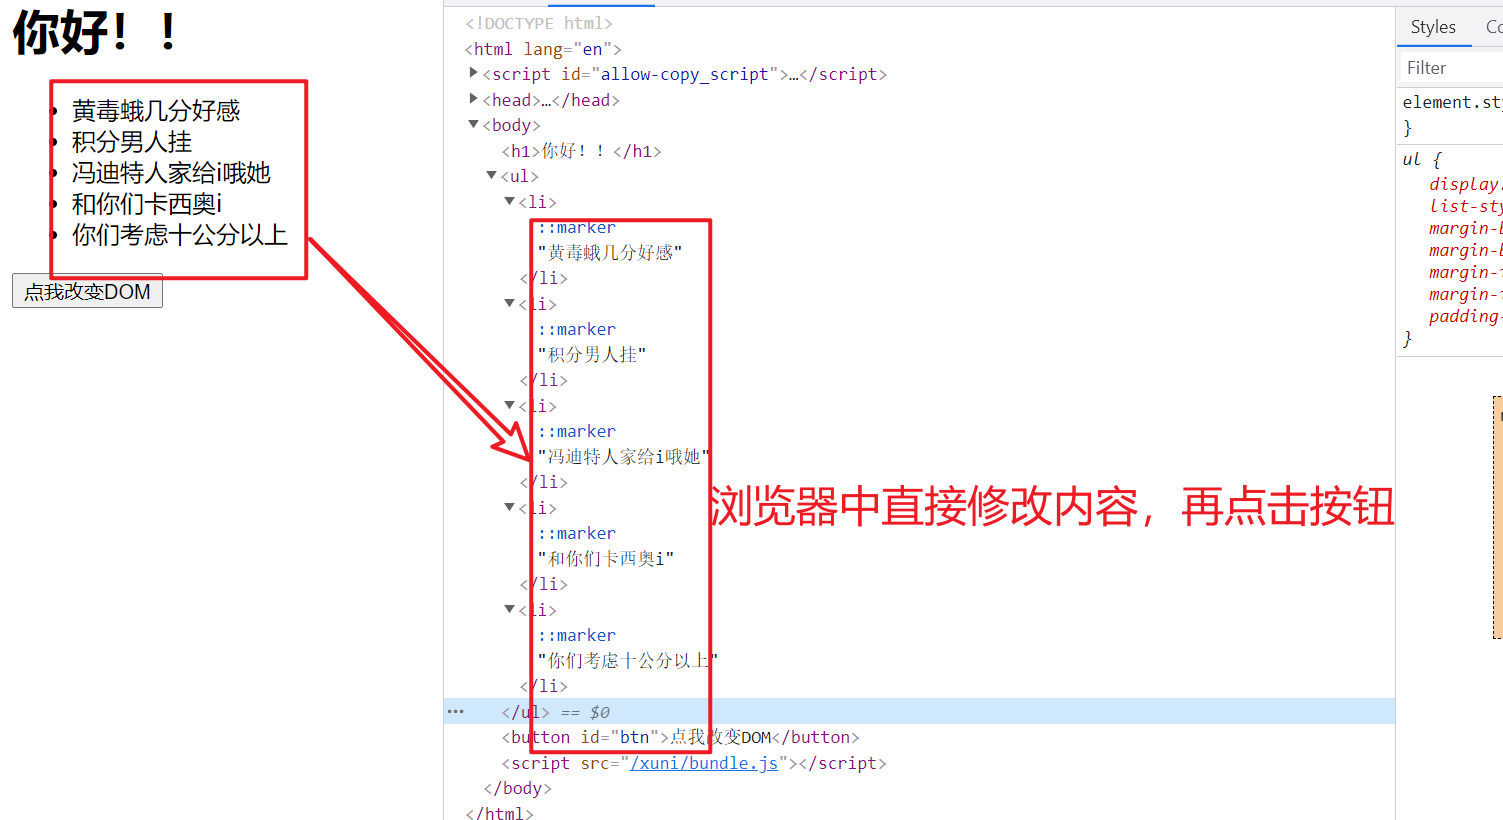 你好！！
黄毒蛾几分好感
积分男人挂
冯迪特人家给i哦她
和你们卡西奥i
你们考虑十公分以上
点我改变DOM
<!DOCTYPE html>
<html lang="en">
<script id="allow-copy_script">…</script>
<head>…</head>
<body>
<h1>你好！！</h1>
<ul>
<li>
::marker
"黄毒蛾几分好感"
</li>
<li>
::marker
"积分男人挂"
</li>
<li>
::marker
"冯迪特人家给i哦她"
</li>
<li>
::marker
"和你们卡西奥i"
</li>
<li>
::marker
"你们考虑十公分以上"
</li>
</ul> == $0
<button id="btn">点我改变DOM</button>
<script src="/xuni/bundle.js"></script>
</body>
</html>
浏览器中直接修改内容，再点击按钮
Styles
Filter
}
ul {
display
list-sty
margin-
margin-
margin-
margin-
padding-
}